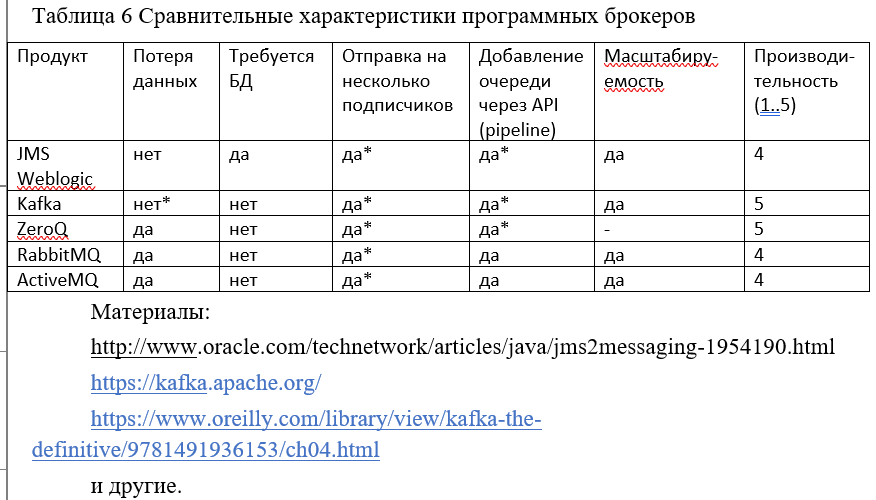 Таблица 6 Сравнительные характеристики программных брокеров
Продукт Потеря данных Требуется БД Отправка на несколько подписчиков Добавление очереди через API (pipeline) Масштабируемость Производи-тельность (1..5)
JMS Weblogic нет да да* да* да 4
Kafka нет* нет да* да* да 5
ZeroQ да нет да* да* - 5
RabbitMQ да нет да* да да 4
ActiveMQ да нет да* да да 4
Материалы:
http://www.oracle.com/technetwork/articles/java/jms2messaging-1954190.html
https://kafka.apache.org/
https://www.oreilly.com/library/view/kafka-the-
definitive/9781491936153/ch04.html
и другие.